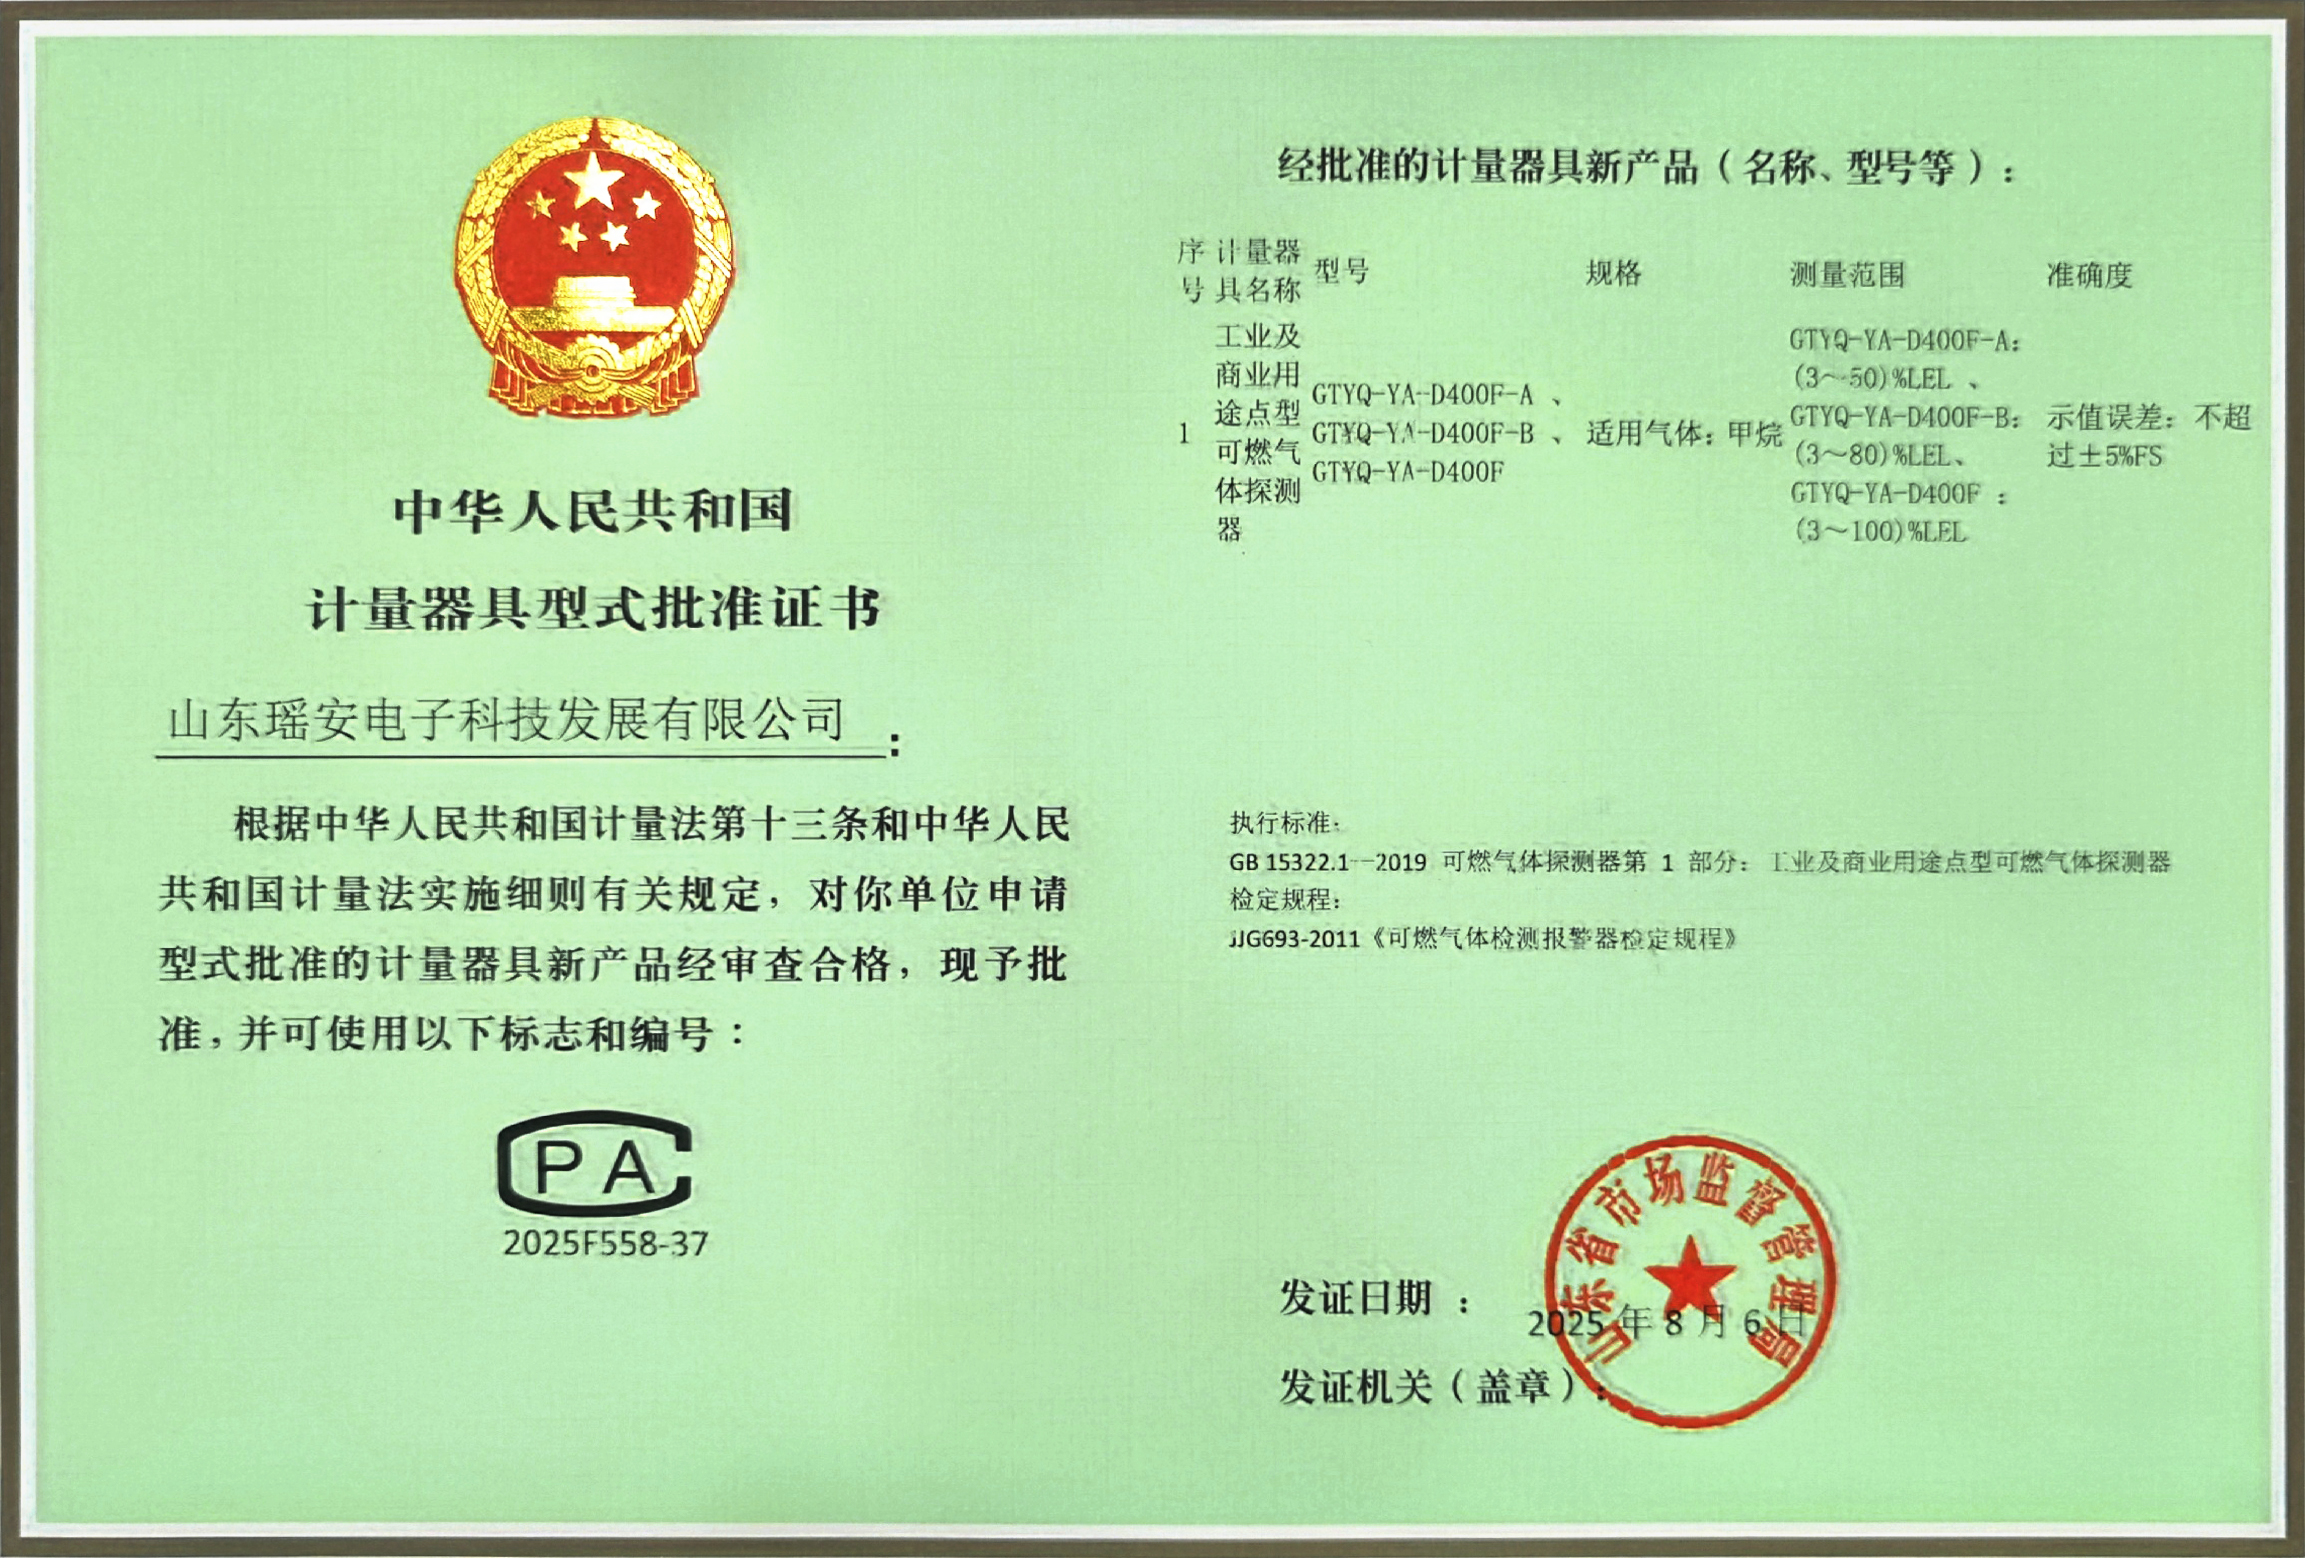 中华人民共和国
计量器具型式批准证书
山东瑶安电子科技发展有限公司：
根据中华人民共和国计量法第十三条和中华人民
共和国计量法实施细则有关规定，对你单位申请
型式批准的计量器具新产品经审查合格，现予批
准，并可使用以下标志和编号：
PA
2025F558-37
经批准的计量器具新产品（名称、型号等）：
序号 计量器具名称 型号 规格 测量范围 准确度
1
工业及
商业用
途点型
可燃气
体探测
器
GTYQ-YA-D400F-A 、
GTYQ-YA-D400F-B 、
GTYQ-YA-D400F
适用气体：甲烷
GTYQ-YA-D400F-A：
(3～50)%LEL 、
GTYQ-YA-D400F-B：
(3～80)%LEL、
GTYQ-YA-D400F ：
(3～100)%LEL
示值误差：不超
过±5%FS
执行标准：
GB 15322.1—2019 可燃气体探测器第 1 部分：工业及商业用途点型可燃气体探测器
检定规程：
JJG693-2011《可燃气体检测报警器检定规程》
山东省市场监督管理局
发证日期 ： 2025 年 8 月 6 日
发证机关（盖章）：